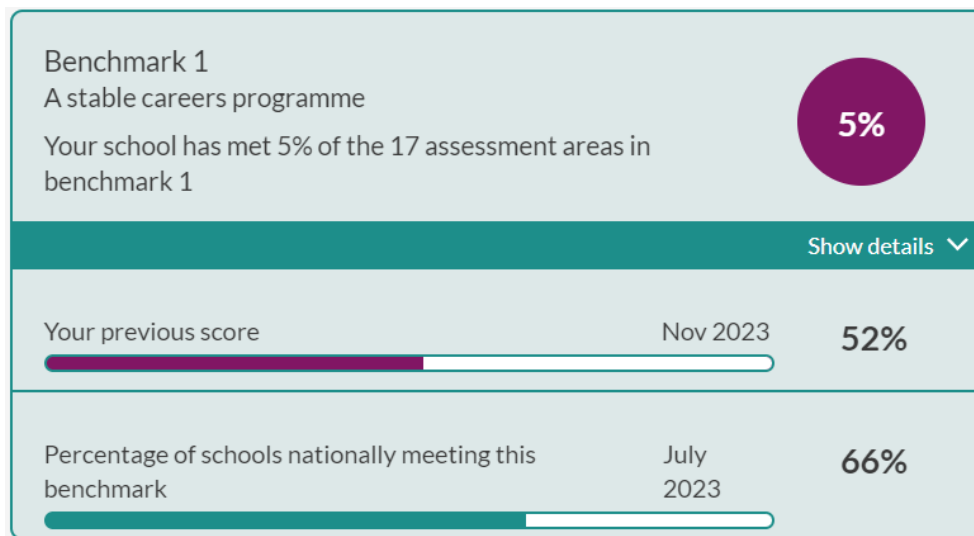 Benchmark 1
A stable careers programme
Your school has met 5% of the 17 assessment areas in
benchmark 1
5%
Show details
Your previous score
Nov 2023
52%
Percentage of schools nationally meeting this
benchmark
July
2023
66%